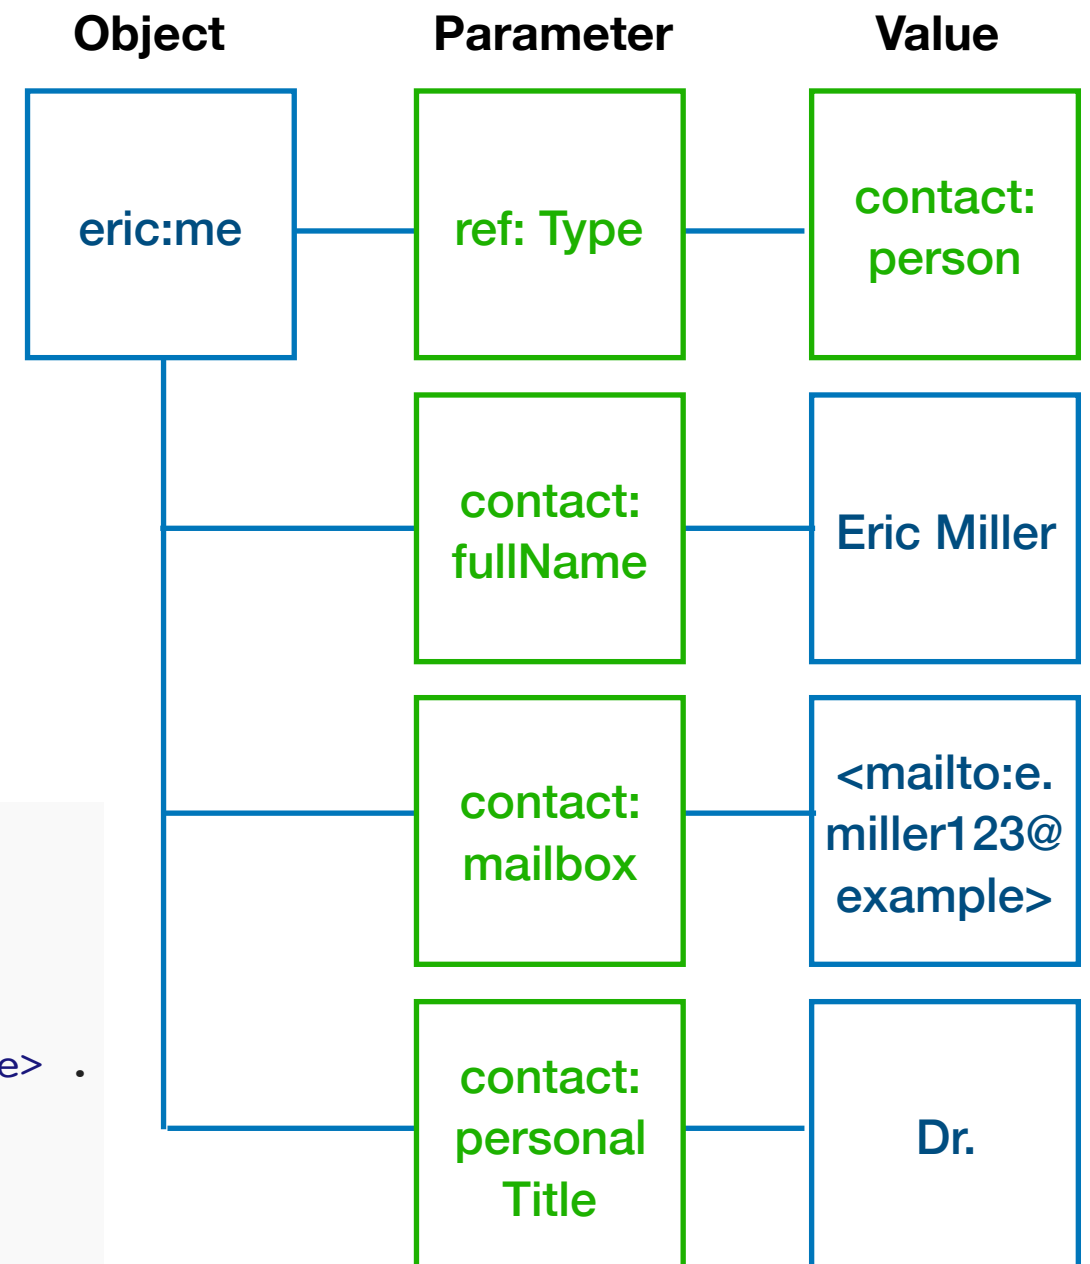 Object Parameter Value
eric:me
ref: Type
contact:
person
contact:
fullName
Eric Miller
contact:
mailbox
<mailto:e.
miller123@
example>
e> .
contact:
personal
Title
Dr.